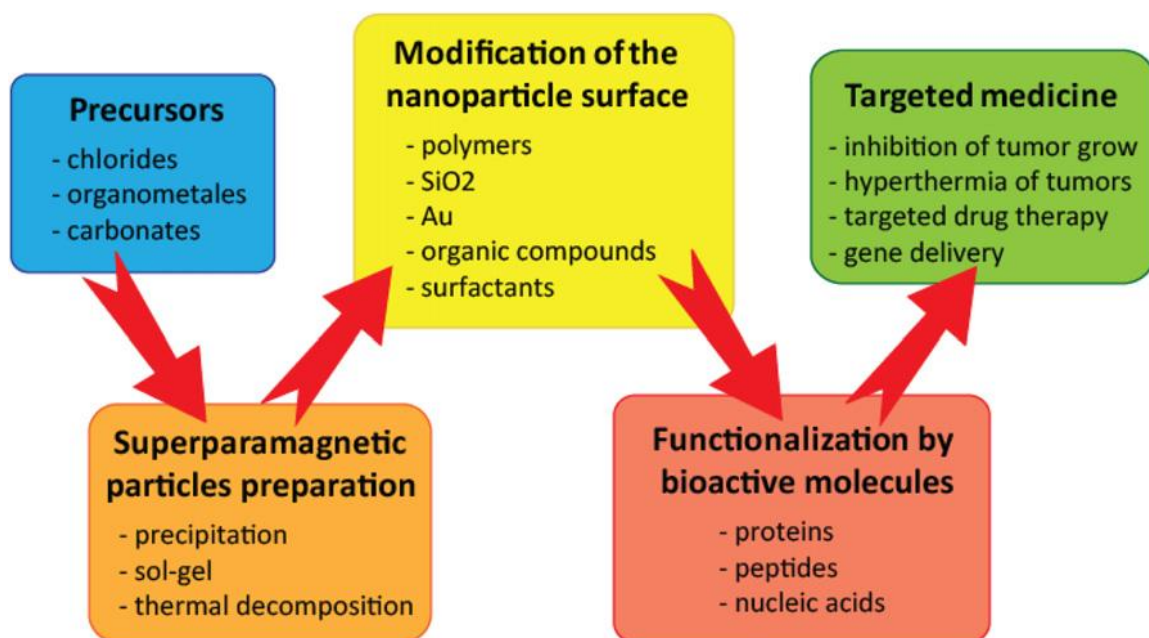 Precursors
- chlorides
- organometales
- carbonates
Superparamagnetic
particles preparation
- precipitation
- sol-gel
- thermal decomposition
Modification of the
nanoparticle surface
- polymers
- SiO2
- Au
- organic compounds
- surfactants
Functionalization by
bioactive molecules
- proteins
- peptides
- nucleic acids
Targeted medicine
- inhibition of tumor grow
- hyperthermia of tumors
- targeted drug therapy
- gene delivery